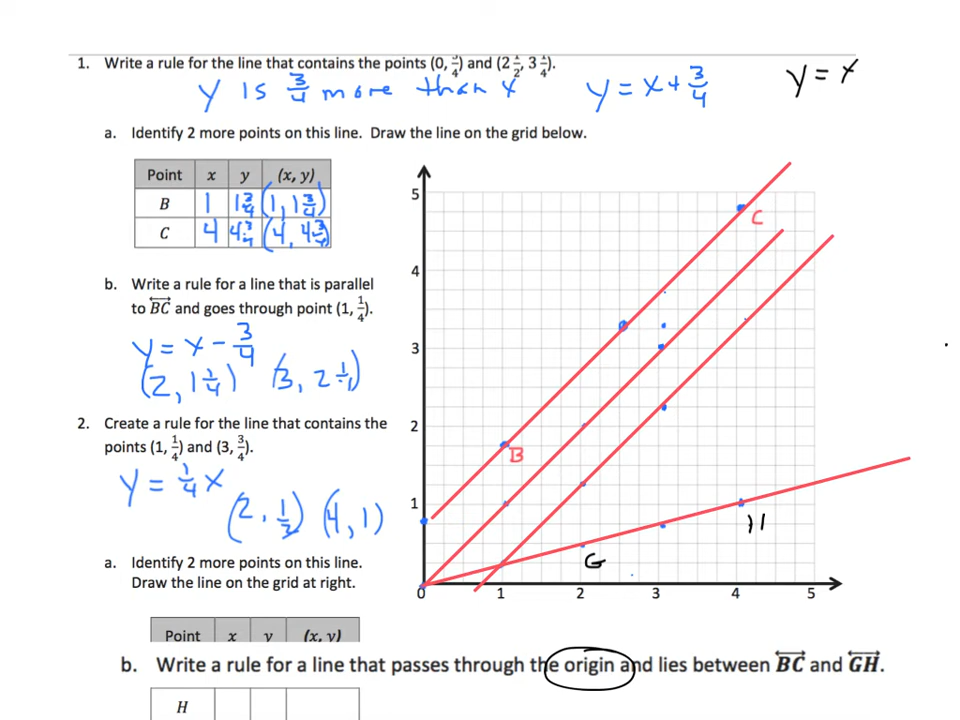 1. Write a rule for the line that contains the points (0, 3/4) and (2 1/2, 3 1/4).
y is 3/4 more than x   y = x + 3/4   y = x
a. Identify 2 more points on this line. Draw the line on the grid below.
Point x y (x, y)
B 1 1 3/4 (1, 1 3/4)
C 4 4 3/4 (4, 4 3/4)
b. Write a rule for a line that is parallel
to BC and goes through point (1, 1/4).
y = x - 3/4
(2, 1 1/4) (3, 2 1/4)
2. Create a rule for the line that contains the
points (1, 1/4) and (3, 3/4).
y = 1/4 x
(2, 1/2) (4, 1)
a. Identify 2 more points on this line.
Draw the line on the grid at right.
Point x y (x, y)
5
4
3
2
1
0 1 2 3 4 5
C
B
G
H
b. Write a rule for a line that passes through the origin and lies between BC and GH.
H